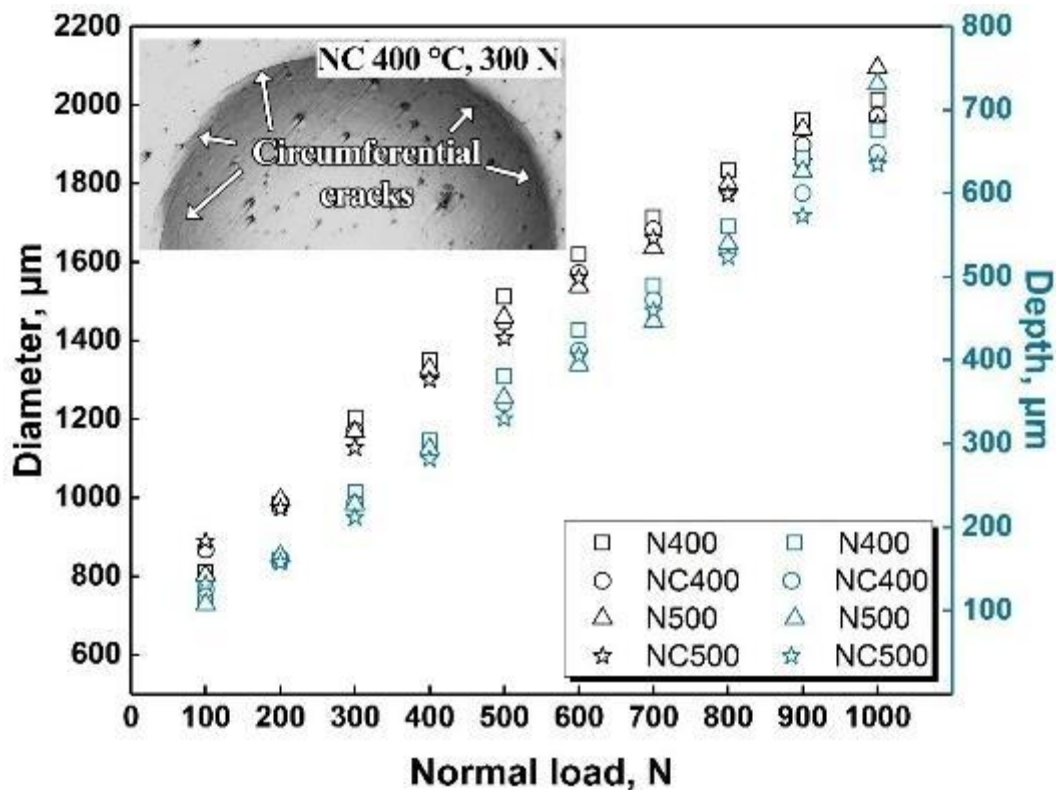 2200
2000
1800
1600
1400
1200
1000
800
600
Diameter, μm
NC 400 °C, 300 N
Circumferential
cracks
800
700
600
500
400
300
200
100
Depth, μm
N400 N400
NC400 NC400
N500 N500
NC500 NC500
0 100 200 300 400 500 600 700 800 900 1000
Normal load, N